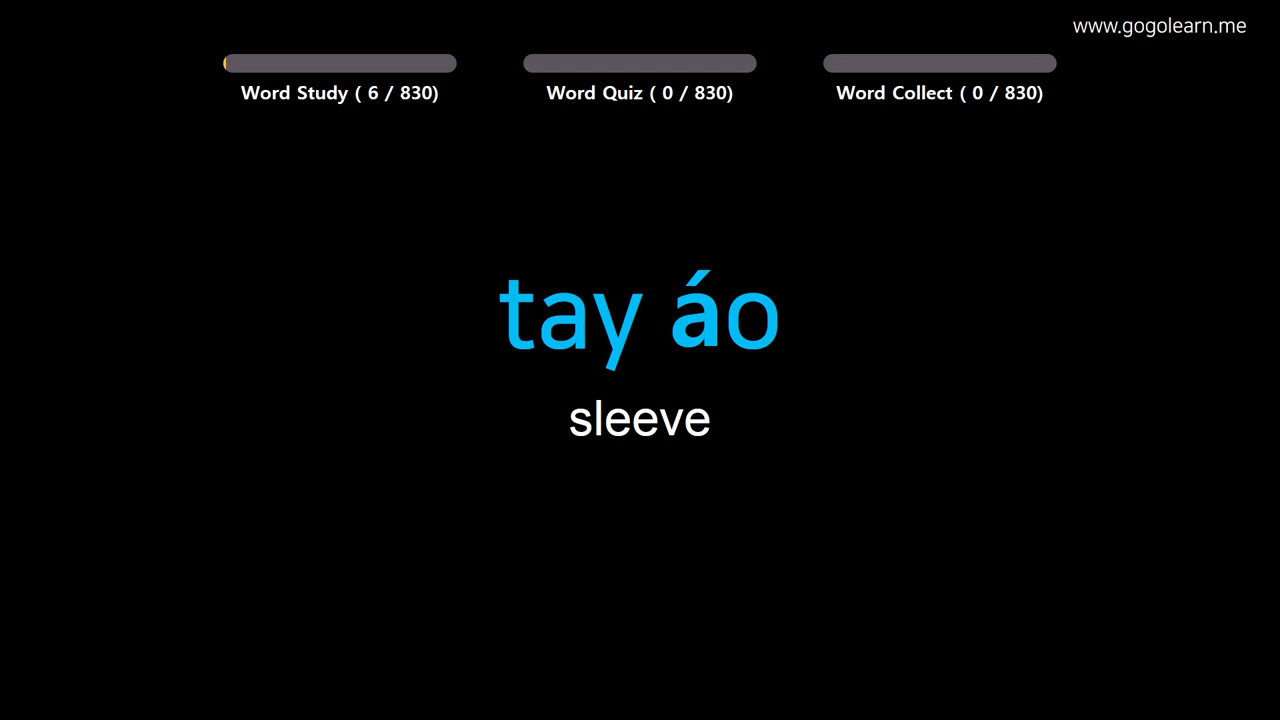 www.gogolearn.me
Word Study ( 6 / 830)
Word Quiz ( 0 / 830)
Word Collect ( 0 / 830)
tay áo
sleeve